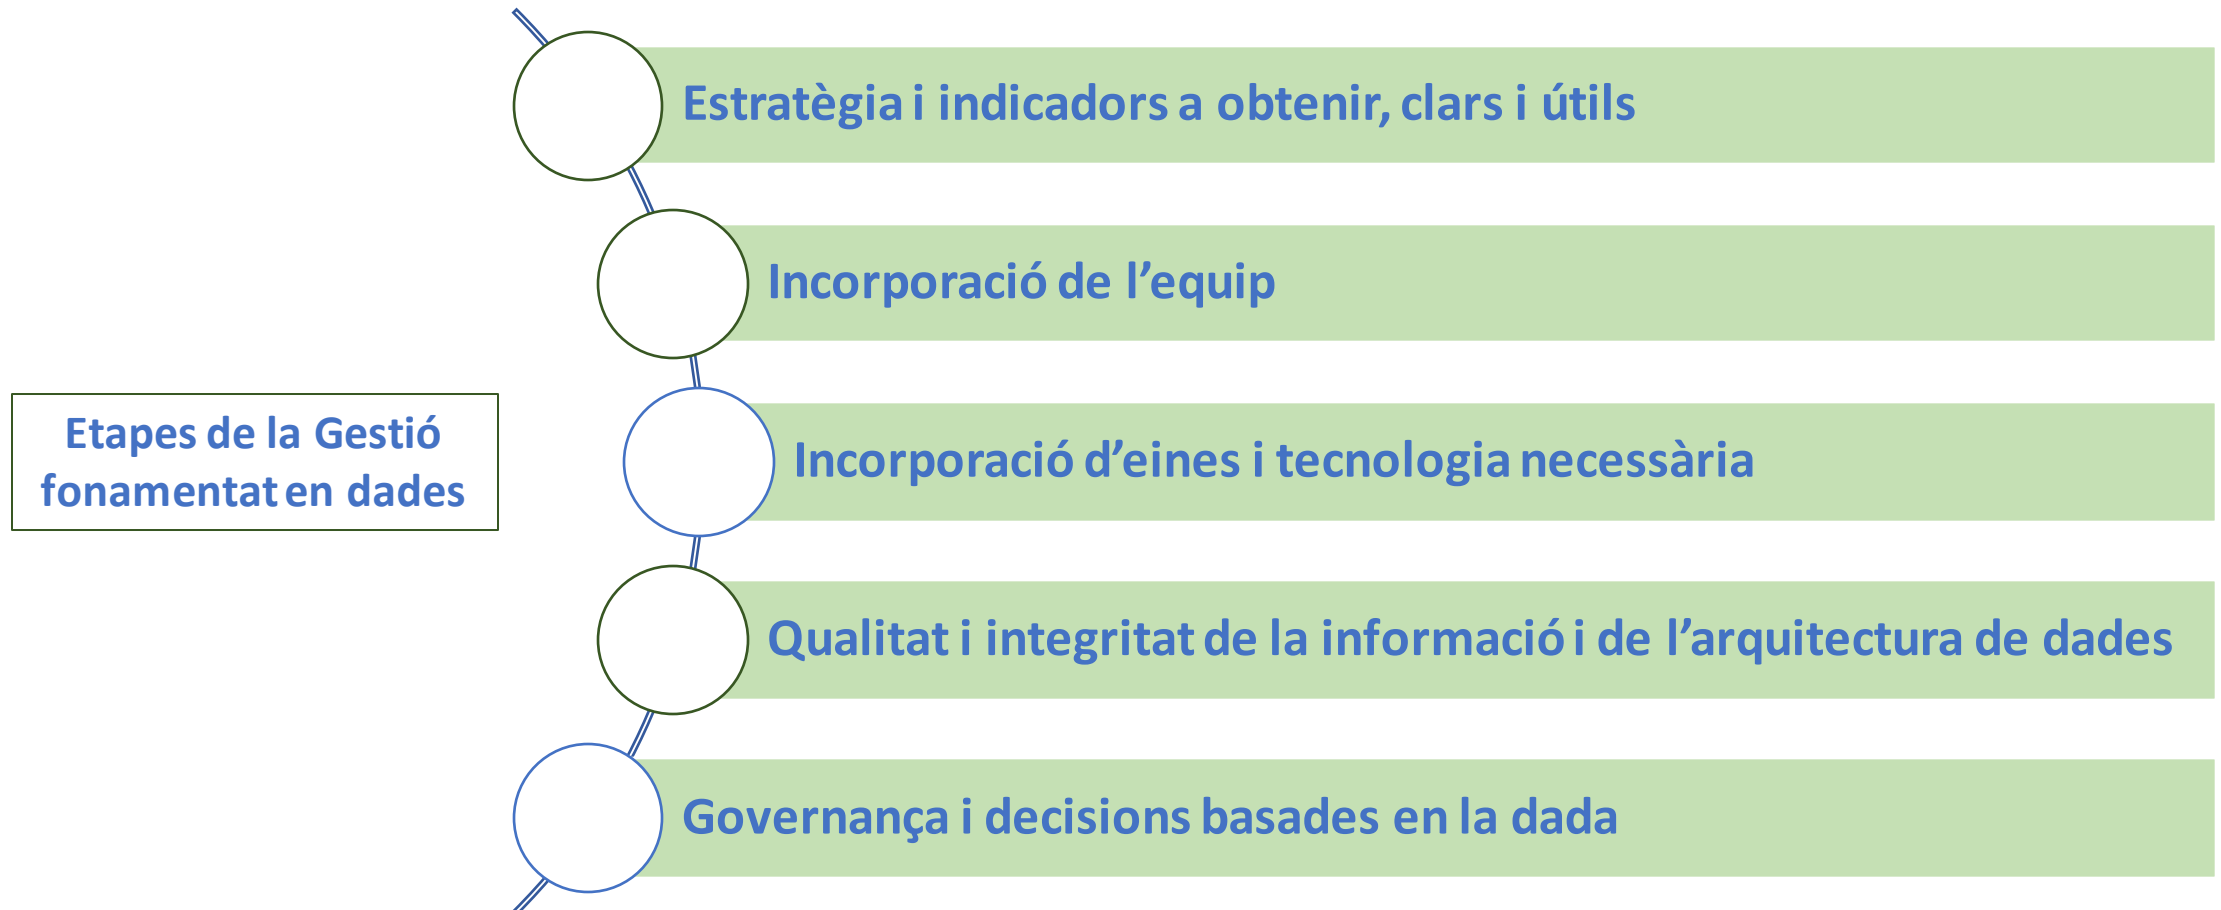 Estratègia i indicadors a obtenir, clars i útils
Incorporació de l’equip
Etapes de la Gestió
fonamentat en dades
Incorporació d’eines i tecnologia necessària
Qualitat i integritat de la informació i de l’arquitectura de dades
Governança i decisions basades en la dada